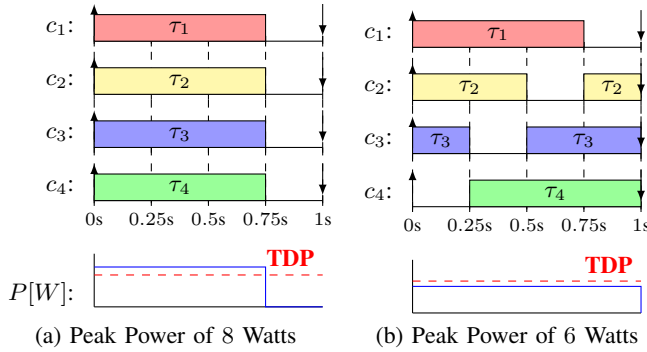 c₁: τ₁
c₂: τ₂
c₃: τ₃
c₄: τ₄
0s 0.25s 0.5s 0.75s 1s
TDP
P[W]:
(a) Peak Power of 8 Watts
c₁: τ₁
c₂: τ₂ τ₂
c₃: τ₃ τ₃
c₄: τ₄
0s 0.25s 0.5s 0.75s 1s
TDP
(b) Peak Power of 6 Watts